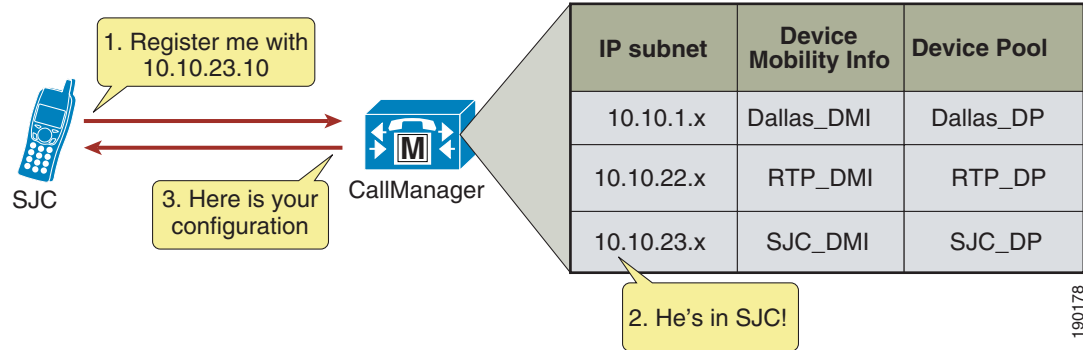 1. Register me with
10.10.23.10
SJC
M
CallManager
3. Here is your
configuration
IP subnet Device Mobility Info Device Pool
10.10.1.x Dallas_DMI Dallas_DP
10.10.22.x RTP_DMI RTP_DP
10.10.23.x SJC_DMI SJC_DP
2. He's in SJC!
190178